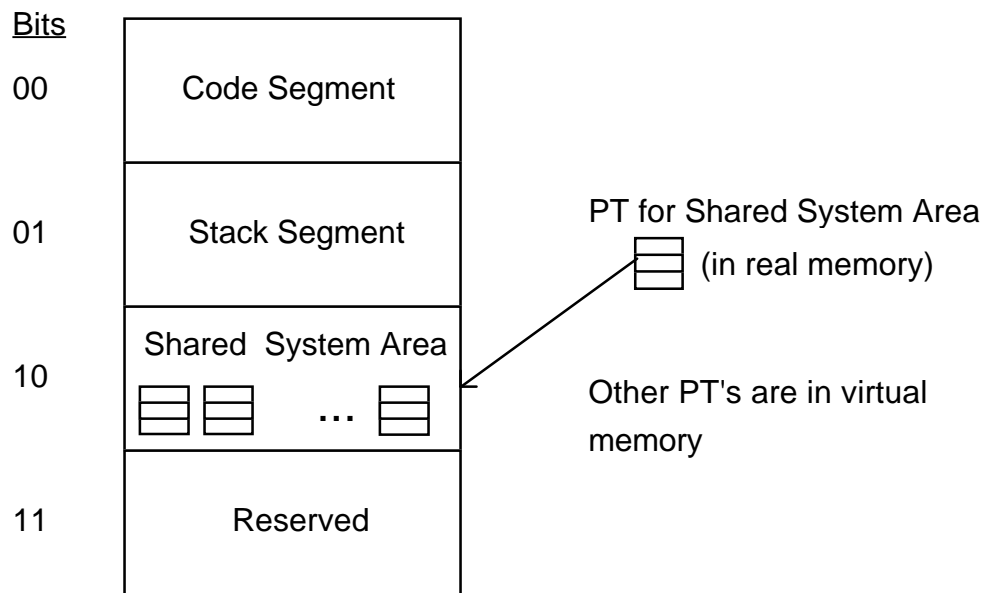 Bits
00
Code Segment
01
Stack Segment
PT for Shared System Area
(in real memory)
10
Shared System Area
...
Other PT's are in virtual
memory
11
Reserved